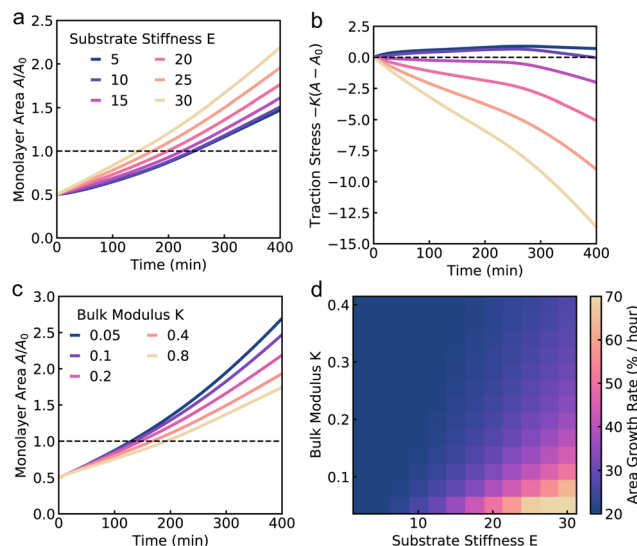 a
Monolayer Area A/A₀
2.5
2.0
1.5
1.0
0.5
0.0
Substrate Stiffness E
5 20
10 25
15 30
0 100 200 300 400
Time (min)
b
Traction Stress −K(A − A₀)
2.5
0.0
−2.5
−5.0
−7.5
−10.0
−12.5
−15.0
0 100 200 300 400
Time (min)
c
Monolayer Area A/A₀
3.0
2.5
2.0
1.5
1.0
0.5
0.0
Bulk Modulus K
0.05 0.4
0.1 0.8
0.2
0 100 200 300 400
Time (min)
d
Bulk Modulus K
0.4
0.3
0.2
0.1
10 20 30
Substrate Stiffness E
70
60
50
40
30
20
Area Growth Rate (% / hour)